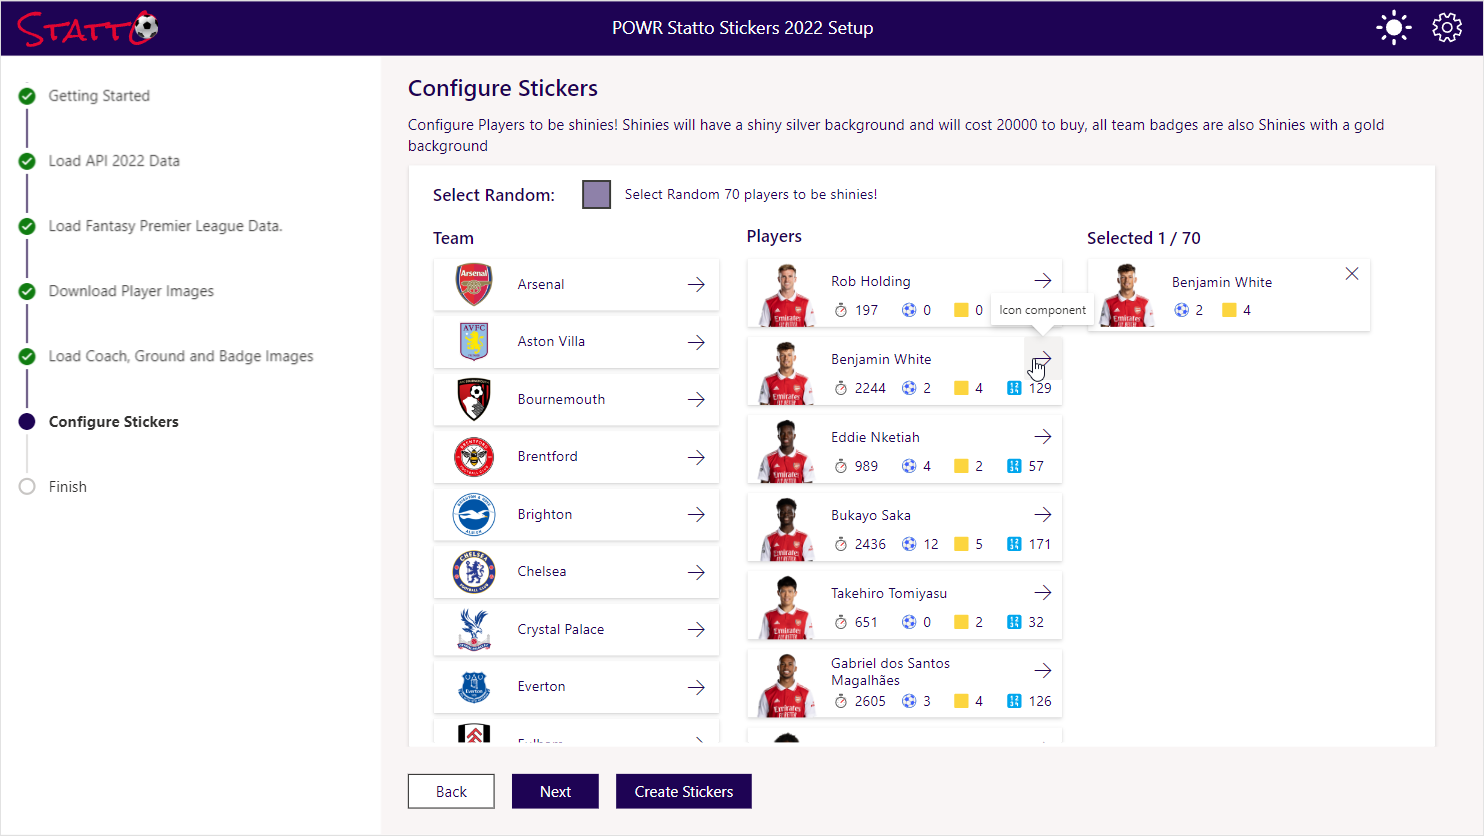 Statto
POWR Statto Stickers 2022 Setup
Getting Started
Load API 2022 Data
Load Fantasy Premier League Data.
Download Player Images
Load Coach, Ground and Badge Images
Configure Stickers
Finish
Configure Stickers
Configure Players to be shinies! Shinies will have a shiny silver background and will cost 20000 to buy, all team badges are also Shinies with a gold
background
Select Random:
Select Random 70 players to be shinies!
Team
Arsenal
Arsenal
AVFC
Aston Villa
Bournemouth
Brentford
Brighton
Chelsea
Crystal Palace
Everton
Everton
Fulham
Players
Rob Holding
197 0 0
Icon component
Benjamin White
2244 2 4 129
Eddie Nketiah
989 4 2 57
Bukayo Saka
2436 12 5 171
Takehiro Tomiyasu
651 0 2 32
Gabriel dos Santos
Magalhães
2605 3 4 126
Selected 1 / 70
Benjamin White
2 4
Back
Next
Create Stickers